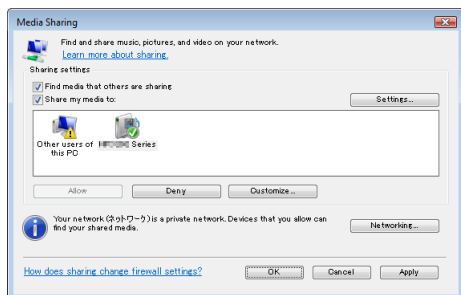 Media Sharing
Find and share music, pictures, and video on your network.
Learn more about sharing.
Sharing settings
Find media that others are sharing
Share my media to:
Settings...
Other users of
this PC
Series
Allow
Deny
Customize...
Your network (ネットワーク) is a private network. Devices that you allow can
find your shared media.
Networking...
How does sharing change firewall settings?
OK
Cancel
Apply